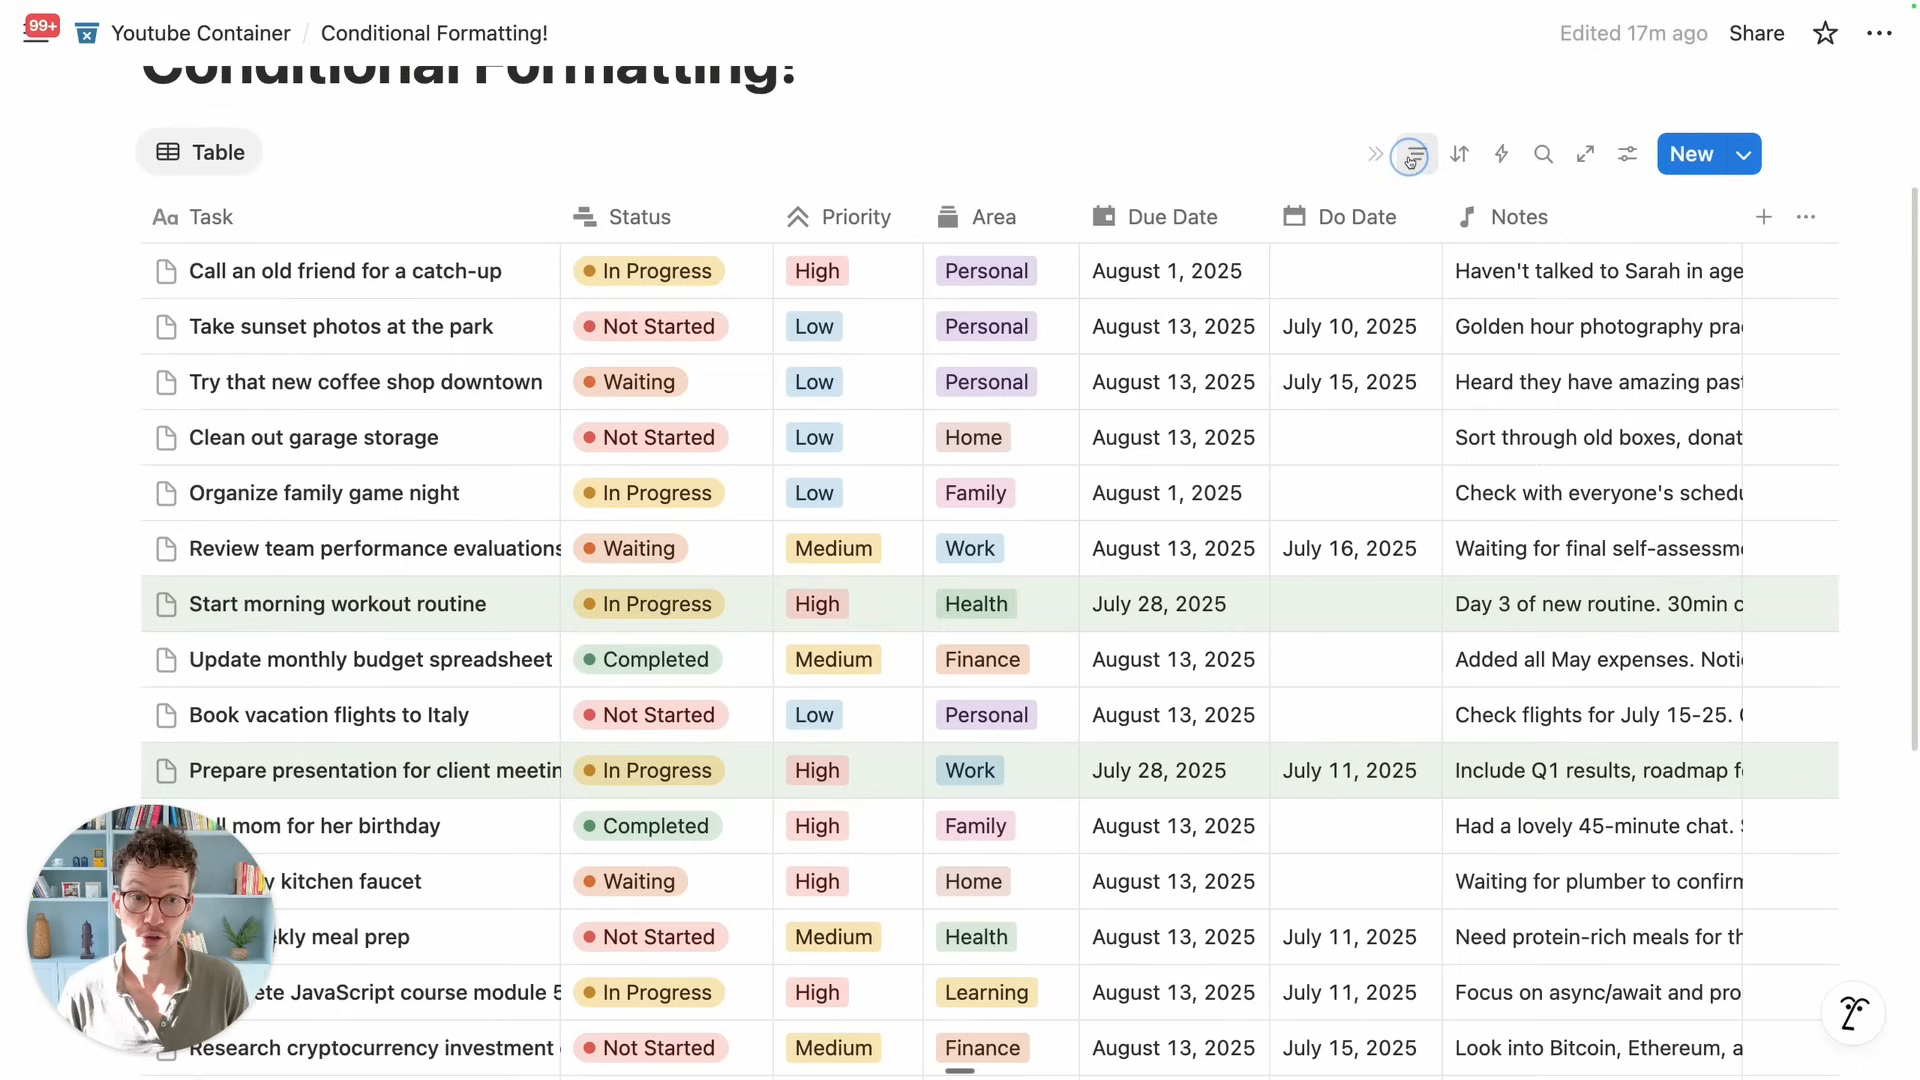 99+ Youtube Container / Conditional Formatting! Edited 17m ago Share
Conditional Formatting!
Table New
Aa Task Status Priority Area Due Date Do Date Notes
Call an old friend for a catch-up In Progress High Personal August 1, 2025 Haven't talked to Sarah in age
Take sunset photos at the park Not Started Low Personal August 13, 2025 July 10, 2025 Golden hour photography pra
Try that new coffee shop downtown Waiting Low Personal August 13, 2025 July 15, 2025 Heard they have amazing past
Clean out garage storage Not Started Low Home August 13, 2025 Sort through old boxes, donat
Organize family game night In Progress Low Family August 1, 2025 Check with everyone's schedu
Review team performance evaluations Waiting Medium Work August 13, 2025 July 16, 2025 Waiting for final self-assessme
Start morning workout routine In Progress High Health July 28, 2025 Day 3 of new routine. 30min c
Update monthly budget spreadsheet Completed Medium Finance August 13, 2025 Added all May expenses. Noti
Book vacation flights to Italy Not Started Low Personal August 13, 2025 Check flights for July 15-25.
Prepare presentation for client meetin In Progress High Work July 28, 2025 July 11, 2025 Include Q1 results, roadmap f
ll mom for her birthday Completed High Family August 13, 2025 Had a lovely 45-minute chat.
y kitchen faucet Waiting High Home August 13, 2025 Waiting for plumber to confirm
kly meal prep Not Started Medium Health August 13, 2025 July 11, 2025 Need protein-rich meals for th
ete JavaScript course module 5 In Progress High Learning August 13, 2025 July 11, 2025 Focus on async/await and pro
Research cryptocurrency investment Not Started Medium Finance August 13, 2025 July 15, 2025 Look into Bitcoin, Ethereum, a